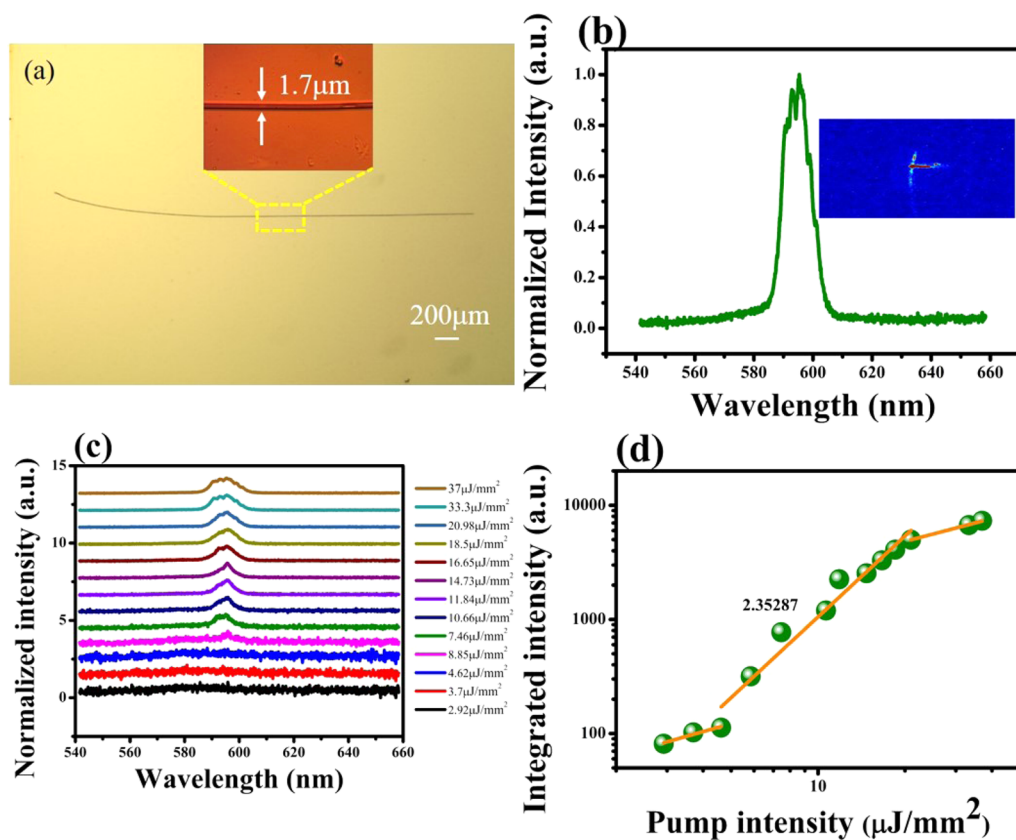 (a)
1.7μm
200μm
(b)
Normalized Intensity (a.u.)
1.0
0.8
0.6
0.4
0.2
0.0
540 560 580 600 620 640 660
Wavelength (nm)
(c)
Normalized intensity (a.u.)
15
10
5
0
540 560 580 600 620 640 660
Wavelength (nm)
37μJ/mm²
33.3μJ/mm²
20.98μJ/mm²
18.5μJ/mm²
16.65μJ/mm²
14.73μJ/mm²
11.84μJ/mm²
10.66μJ/mm²
7.46μJ/mm²
8.85μJ/mm²
4.62μJ/mm²
3.7μJ/mm²
2.92μJ/mm²
(d)
Integrated intensity (a.u.)
10000
1000
100
2.35287
10
Pump intensity (μJ/mm²)